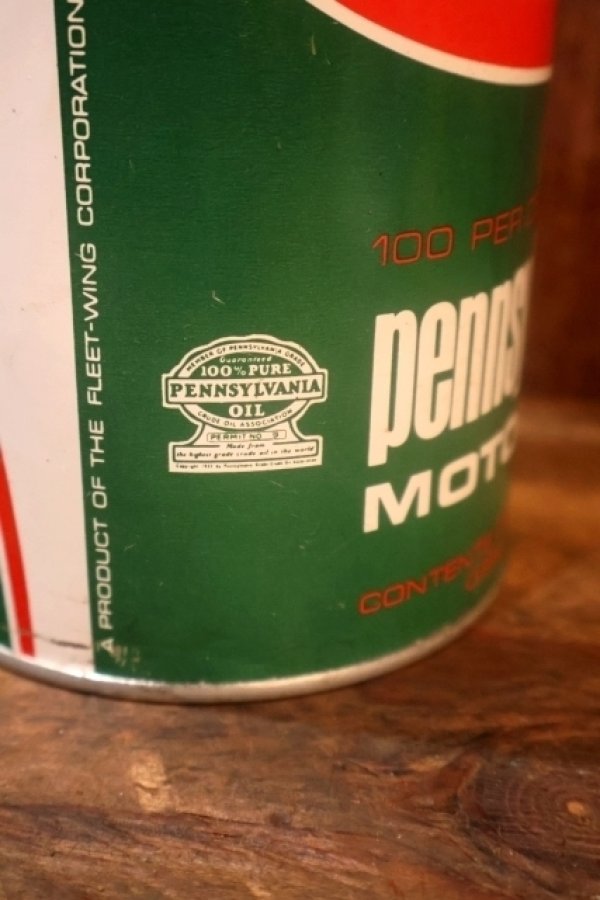 A PRODUCT OF THE FLEET-WING CORPORATION
MEMBER OF PENNSYLVANIA GRADE
Guaranteed
100% PURE
PENNSYLVANIA
OIL
CRUDE OIL ASSOCIATION
PERMIT NO 9
Made from
the highest grade crude oil in the world
100 PER
penns
MOTO
CONTEN